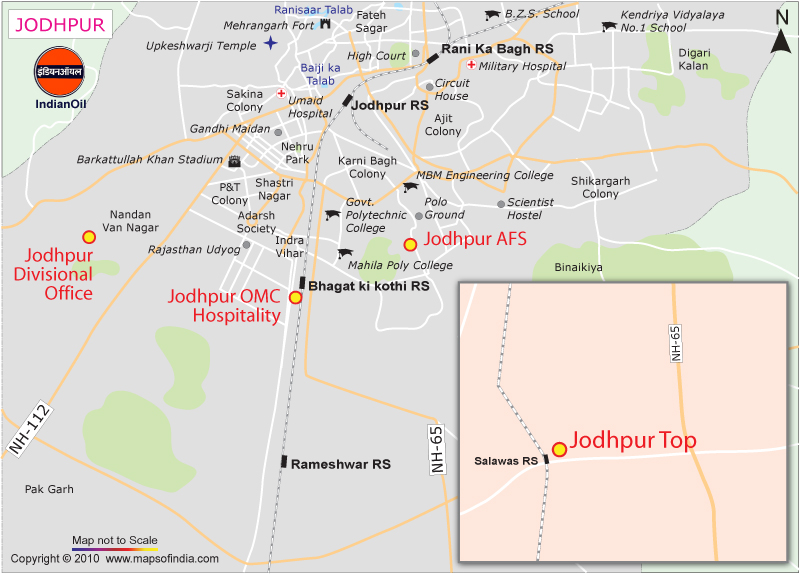 JODHPUR
इंडियनऑयल
IndianOil
N
Ranisaar Talab
Mehrangarh Fort
Upkeshwarji Temple
Fateh
Sagar
B.Z.S. School
Kendriya Vidyalaya
No.1 School
High Court
Rani Ka Bagh RS
Military Hospital
Digari
Kalan
Baiji ka
Talab
Sakina
Colony
Umaid
Hospital
Jodhpur RS
Circuit
House
Ajit
Colony
Gandhi Maidan
Nehru
Park
Barkattullah Khan Stadium
Karni Bagh
Colony
MBM Engineering College
P&T
Colony
Shastri
Nagar
Shikargarh
Colony
Nandan
Van Nagar
Adarsh
Society
Govt.
Polytechnic
College
Polo
Ground
Scientist
Hostel
Jodhpur
Divisional
Office
Rajasthan Udyog
Indra
Vihar
Jodhpur AFS
Mahila Poly College
Binaikiya
Jodhpur OMC
Hospitality
Bhagat ki kothi RS
NH-65
NH-112
NH-65
Jodhpur Top
Salawas RS
Rameshwar RS
Pak Garh
Map not to Scale
Copyright © 2010 www.mapsofindia.com